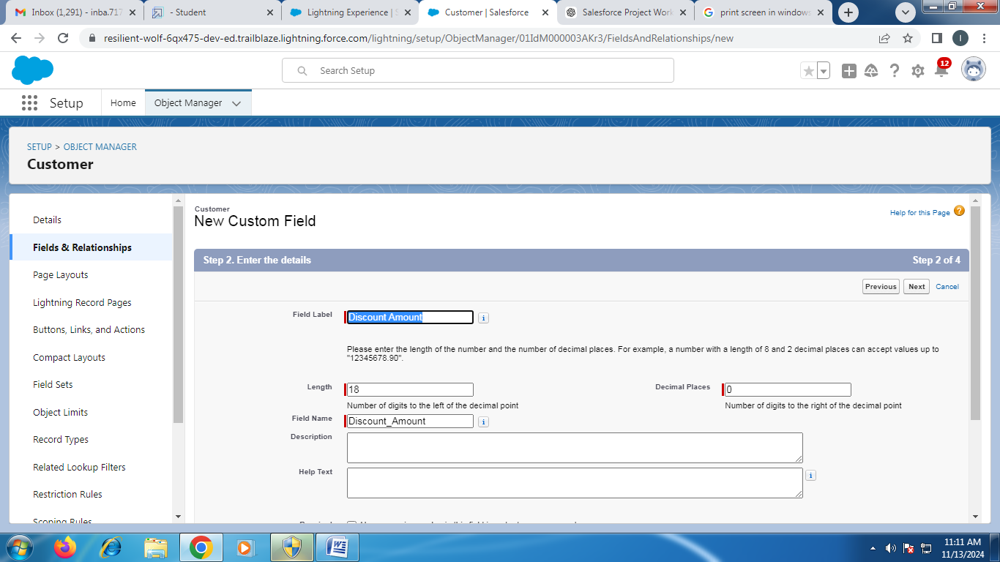 Inbox (1,291) - inba.717
- Student
Lightning Experience | S
Customer | Salesforce
Salesforce Project Work
print screen in windows
resilient-wolf-6qx475-dev-ed.trailblaze.lightning.force.com/lightning/setup/ObjectManager/01IdM000003AKr3/FieldsAndRelationships/new
I
Search Setup
12
Setup
Home
Object Manager
SETUP > OBJECT MANAGER
Customer
Details
Fields & Relationships
Page Layouts
Lightning Record Pages
Buttons, Links, and Actions
Compact Layouts
Field Sets
Object Limits
Record Types
Related Lookup Filters
Restriction Rules
Scoping Rules
Customer
New Custom Field
Help for this Page
Step 2. Enter the details
Step 2 of 4
Previous
Next
Cancel
Field Label
Discount Amount
Please enter the length of the number and the number of decimal places. For example, a number with a length of 8 and 2 decimal places can accept values up to
"12345678.90".
Length
18
Decimal Places
0
Number of digits to the left of the decimal point
Number of digits to the right of the decimal point
Field Name
Discount_Amount
Description
Help Text
11:11 AM
11/13/2024